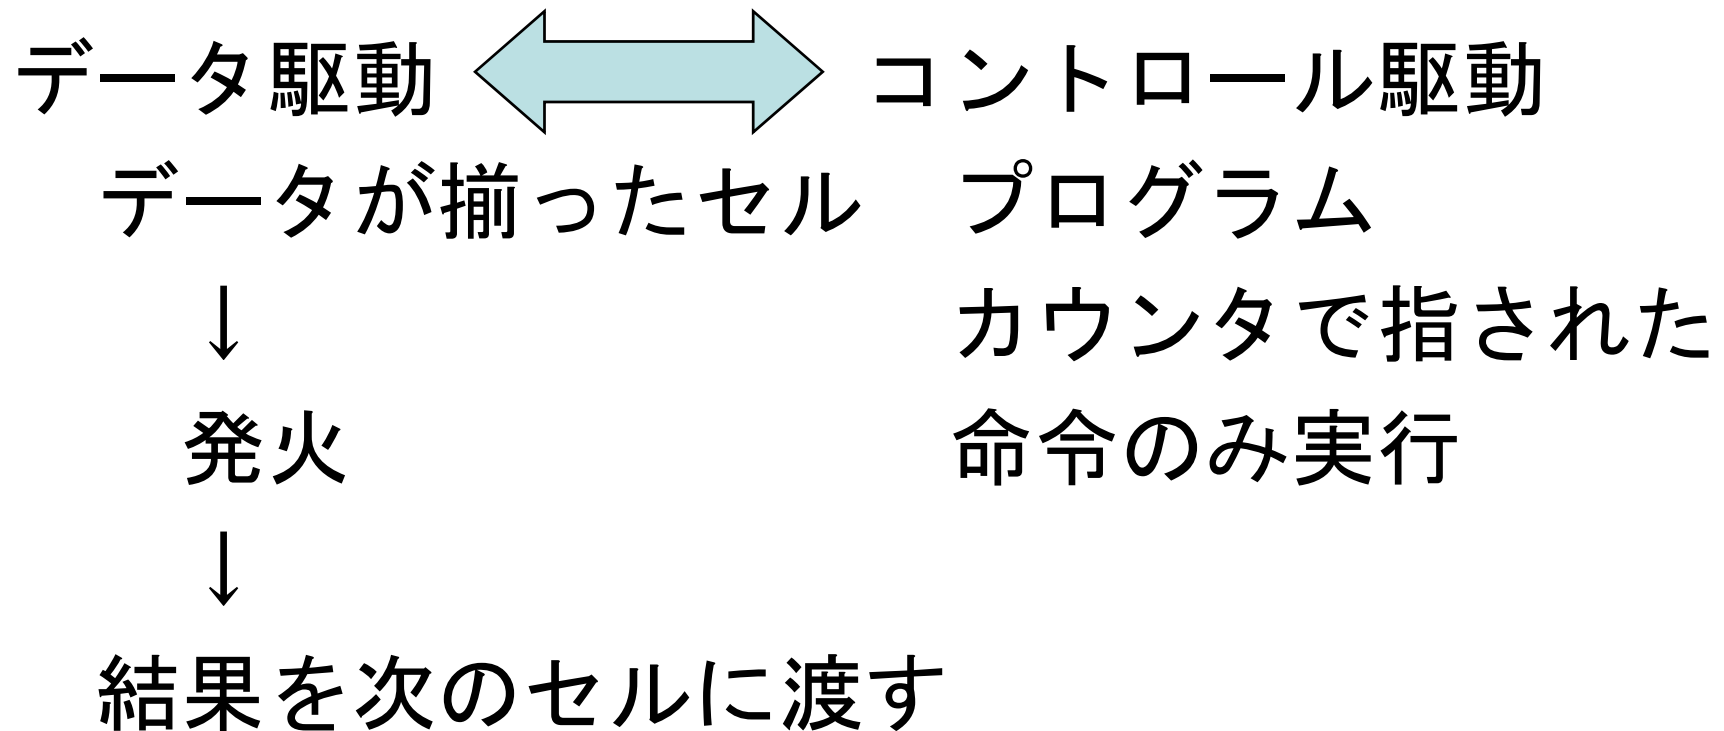 データ駆動
データが揃ったセル
↓
発火
↓
結果を次のセルに渡す
コントロール駆動
プログラム
カウンタで指された
命令のみ実行